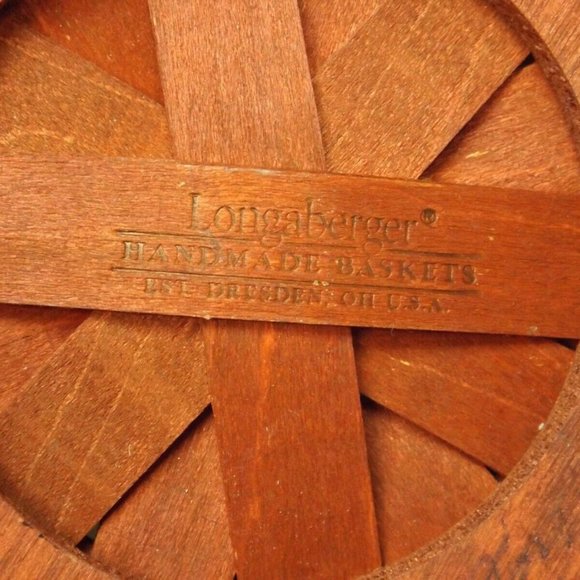 Longaberger®
HANDMADE BASKETS
EST. DRESDEN, OH U.S.A.